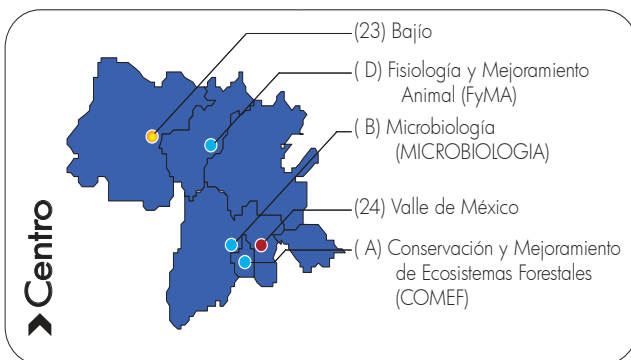 (23) Bajío
( D) Fisiología y Mejoramiento
Animal (FyMA)
( B) Microbiología
(MICROBIOLOGIA)
(24) Valle de México
( A) Conservación y Mejoramiento
de Ecosistemas Forestales
(COMEF)
Centro